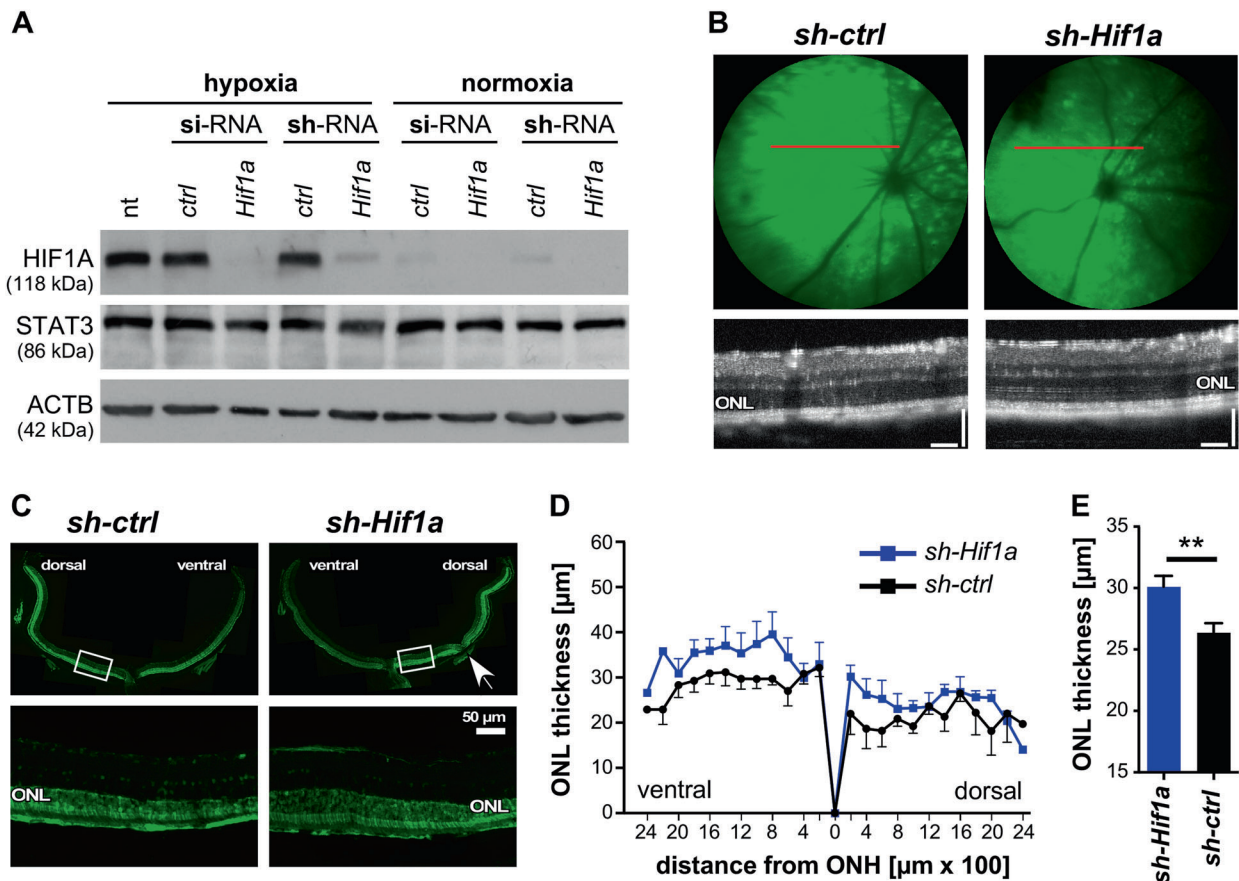 A
hypoxia normoxia
si-RNA sh-RNA si-RNA sh-RNA
nt ctrl Hif1a ctrl Hif1a ctrl Hif1a ctrl Hif1a
HIF1A
(118 kDa)
STAT3
(86 kDa)
ACTB
(42 kDa)
B
sh-ctrl sh-Hif1a
ONL ONL
C
sh-ctrl sh-Hif1a
dorsal ventral ventral dorsal
50 µm
ONL ONL
D
sh-Hif1a
sh-ctrl
ONL thickness [µm]
60
50
40
30
20
10
0
ventral dorsal
24 20 16 12 8 4 0 4 8 12 16 20 24
distance from ONH [µm x 100]
E
**
ONL thickness [µm]
35
30
25
20
15
sh-Hif1a sh-ctrl